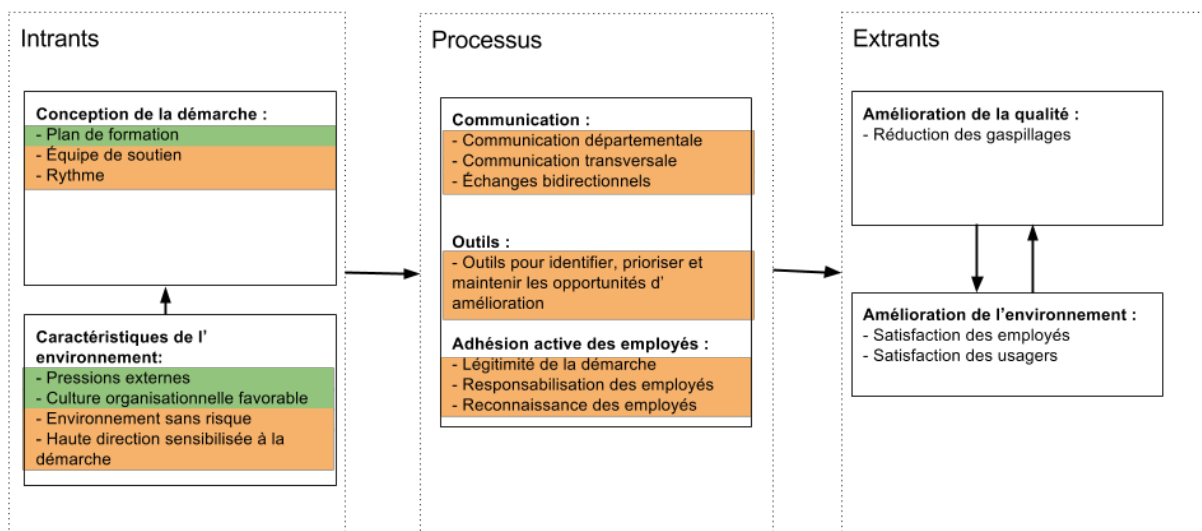 Intrants
Conception de la démarche :
- Plan de formation
- Équipe de soutien
- Rythme
Caractéristiques de l'
environnement:
- Pressions externes
- Culture organisationnelle favorable
- Environnement sans risque
- Haute direction sensibilisée à la
démarche
Processus
Communication :
- Communication départementale
- Communication transversale
- Échanges bidirectionnels
Outils :
- Outils pour identifier, prioriser et
maintenir les opportunités d'
amélioration
Adhésion active des employés :
- Légitimité de la démarche
- Responsabilisation des employés
- Reconnaissance des employés
Extrants
Amélioration de la qualité :
- Réduction des gaspillages
Amélioration de l'environnement :
- Satisfaction des employés
- Satisfaction des usagers